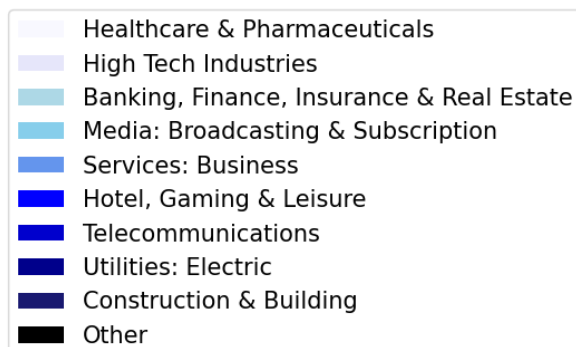 Healthcare & Pharmaceuticals
High Tech Industries
Banking, Finance, Insurance & Real Estate
Media: Broadcasting & Subscription
Services: Business
Hotel, Gaming & Leisure
Telecommunications
Utilities: Electric
Construction & Building
Other